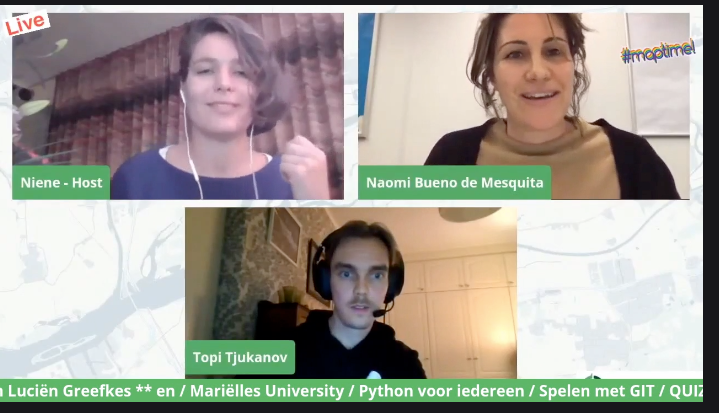 Live
#maptime!
Niene - Host
Naomi Bueno de Mesquita
Topi Tjukanov
Luciën Greefkes ** en / Mariëlles University / Python voor iedereen / Spelen met GIT / QUIZ